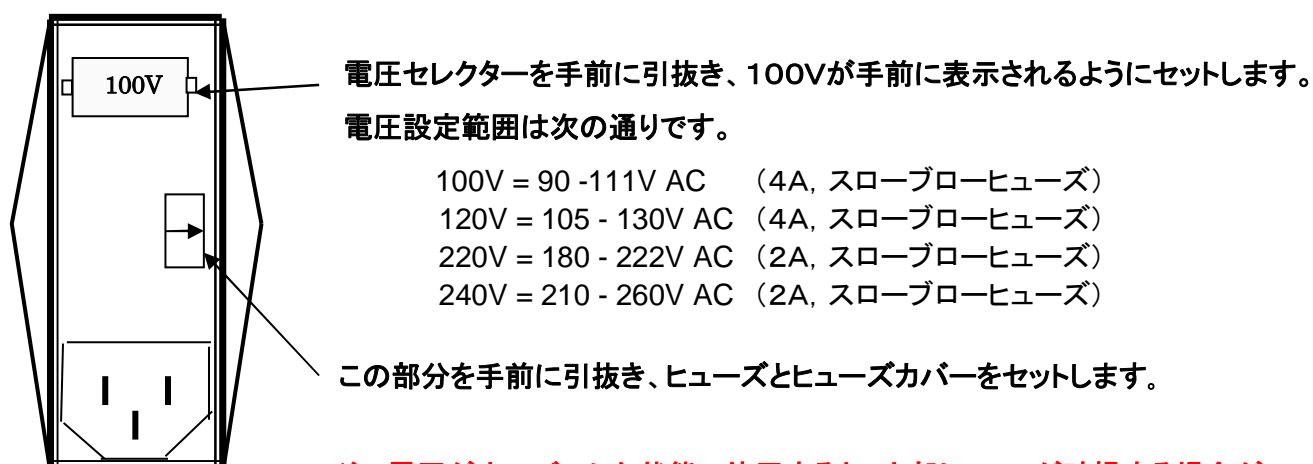 100V
電圧セレクターを手前に引抜き、100Vが手前に表示されるようにセットします。
電圧設定範囲は次の通りです。
100V = 90 -111V AC （4A, スローブローヒューズ）
120V = 105 - 130V AC （4A, スローブローヒューズ）
220V = 180 - 222V AC （2A, スローブローヒューズ）
240V = 210 - 260V AC （2A, スローブローヒューズ）
この部分を手前に引抜き、ヒューズとヒューズカバーをセットします。